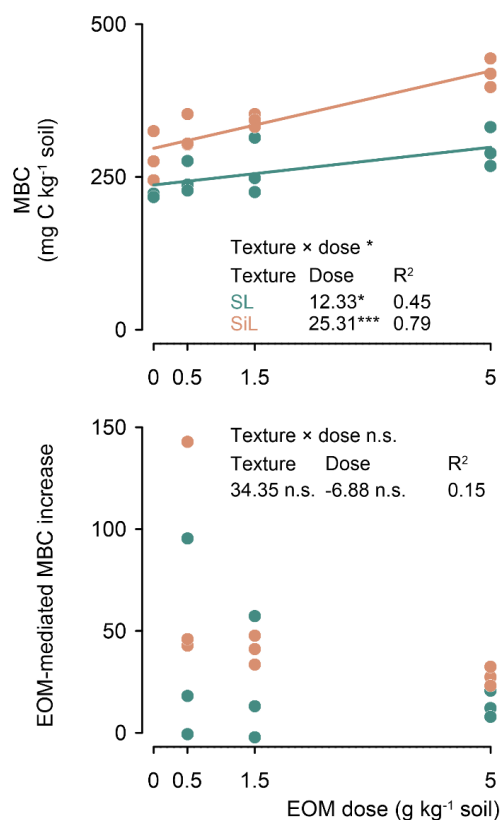 500
250
0
MBC
(mg C kg⁻¹ soil)
Texture × dose *
Texture Dose R²
SL 12.33* 0.45
SiL 25.31*** 0.79
0 0.5 1.5 5
150
100
50
0
EOM-mediated MBC increase
Texture × dose n.s.
Texture Dose R²
34.35 n.s. -6.88 n.s. 0.15
0 0.5 1.5 5
EOM dose (g kg⁻¹ soil)